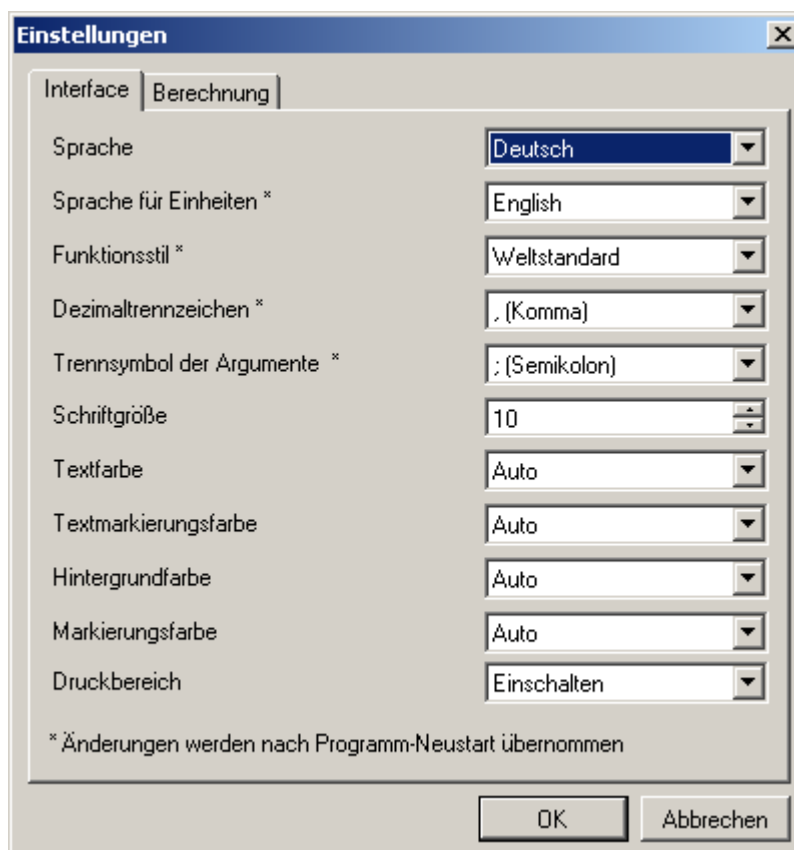 Einstellungen
Interface Berechnung
Sprache Deutsch
Sprache für Einheiten * English
Funktionsstil * Weltstandard
Dezimaltrennzeichen * , (Komma)
Trennsymbol der Argumente * ; (Semikolon)
Schriftgröße 10
Textfarbe Auto
Textmarkierungsfarbe Auto
Hintergrundfarbe Auto
Markierungsfarbe Auto
Druckbereich Einschalten
* Änderungen werden nach Programm-Neustart übernommen
OK Abbrechen